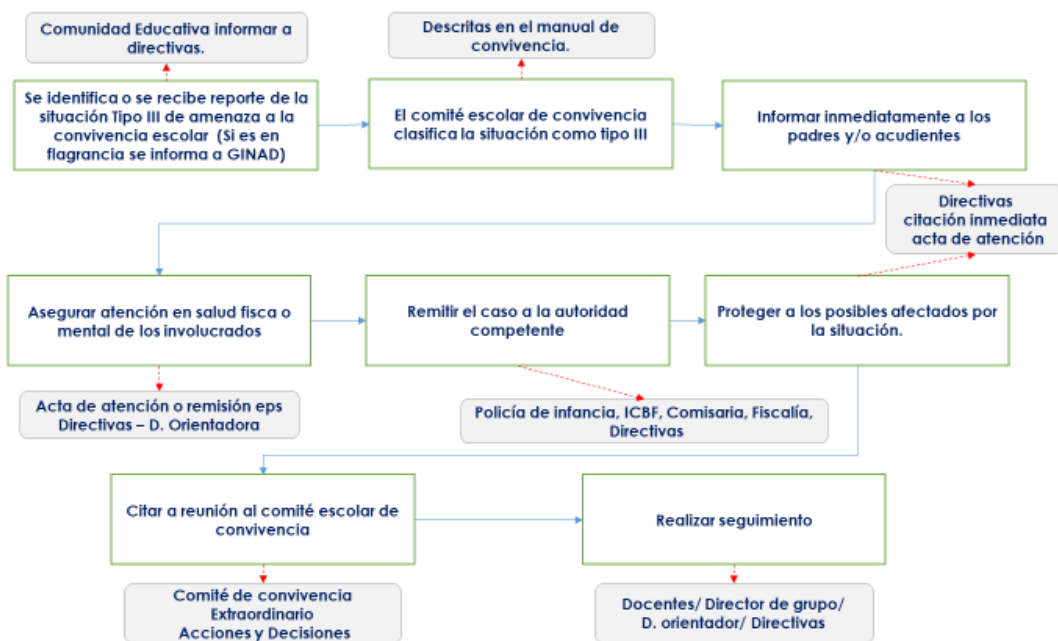 Comunidad Educativa informar a
directivas.
Descritas en el manual de
convivencia.
Se identifica o se recibe reporte de la
situación Tipo III de amenaza a la
convivencia escolar (Si es en
flagrancia se informa a GINAD)
El comité escolar de convivencia
clasifica la situación como tipo III
Informar inmediatamente a los
padres y/o acudientes
Directivas
citación inmediata
acta de atención
Asegurar atención en salud fisca o
mental de los involucrados
Remitir el caso a la autoridad
competente
Proteger a los posibles afectados por
la situación.
Acta de atención o remisión eps
Directivas – D. Orientadora
Policía de infancia, ICBF, Comisaria, Fiscalía,
Directivas
Citar a reunión al comité escolar de
convivencia
Realizar seguimiento
Comité de convivencia
Extraordinario
Acciones y Decisiones
Docentes/ Director de grupo/
D. orientador/ Directivas